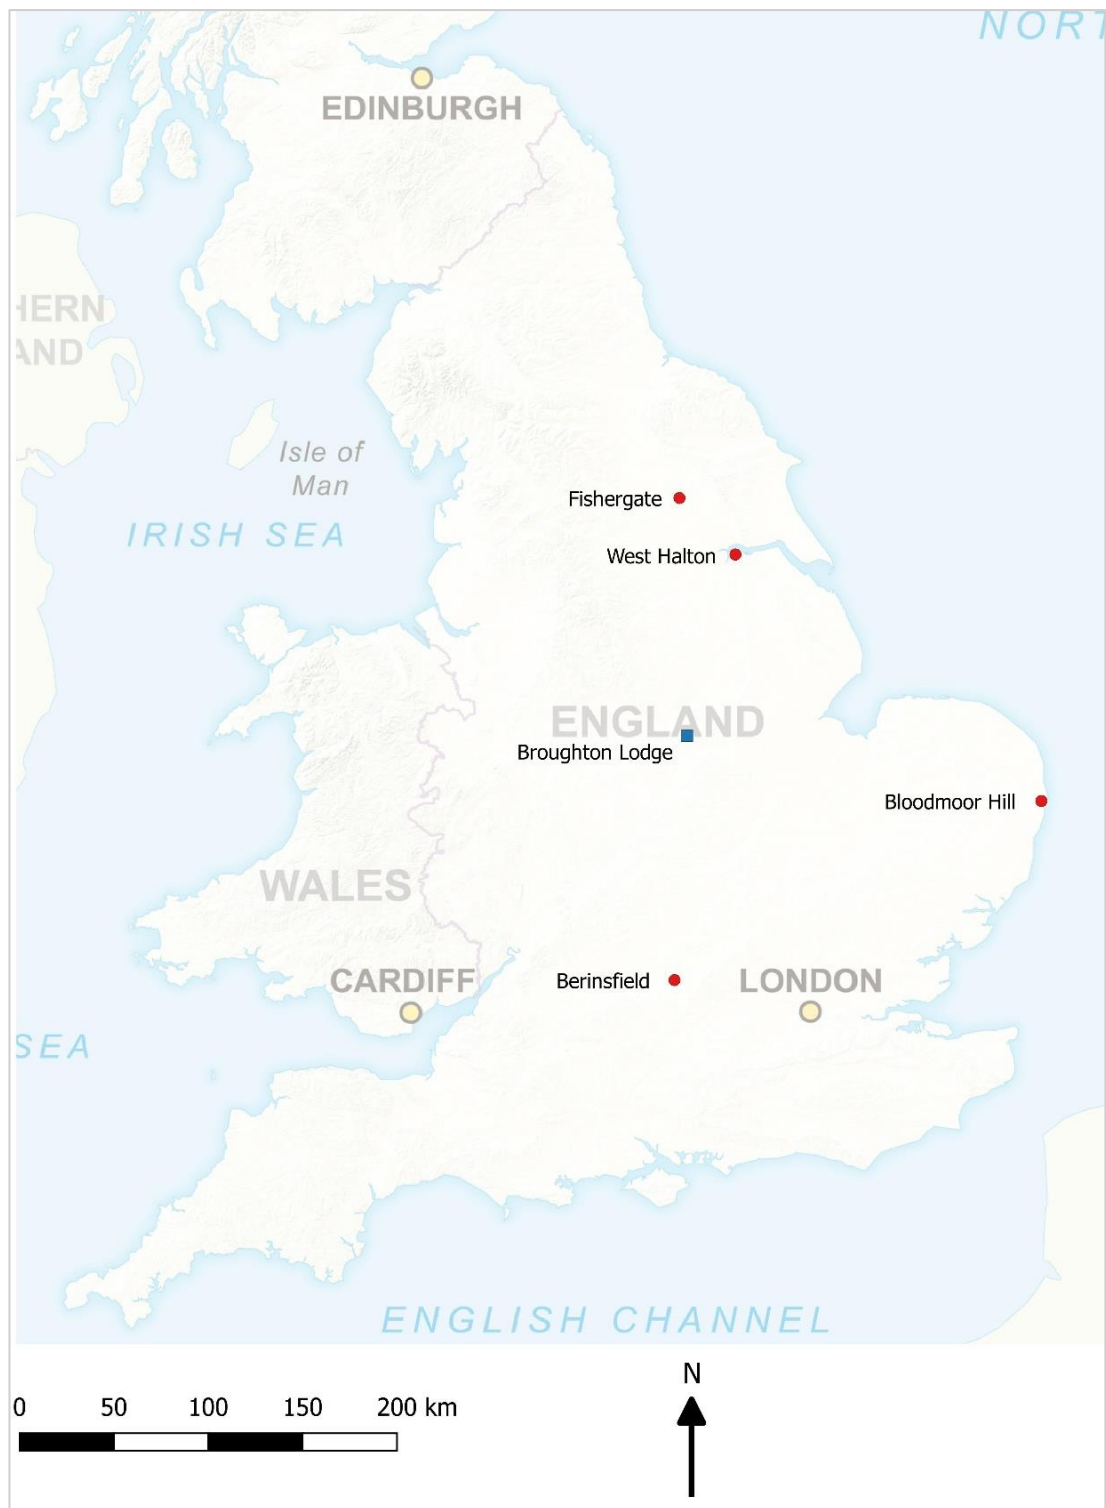 NORT
EDINBURGH
HERN
AND
Isle of
Man
IRISH SEA
Fishergate
West Halton
ENGLAND
Broughton Lodge
Bloodmoor Hill
WALES
CARDIFF
Berinsfield
LONDON
SEA
ENGLISH CHANNEL
N
0 50 100 150 200 km